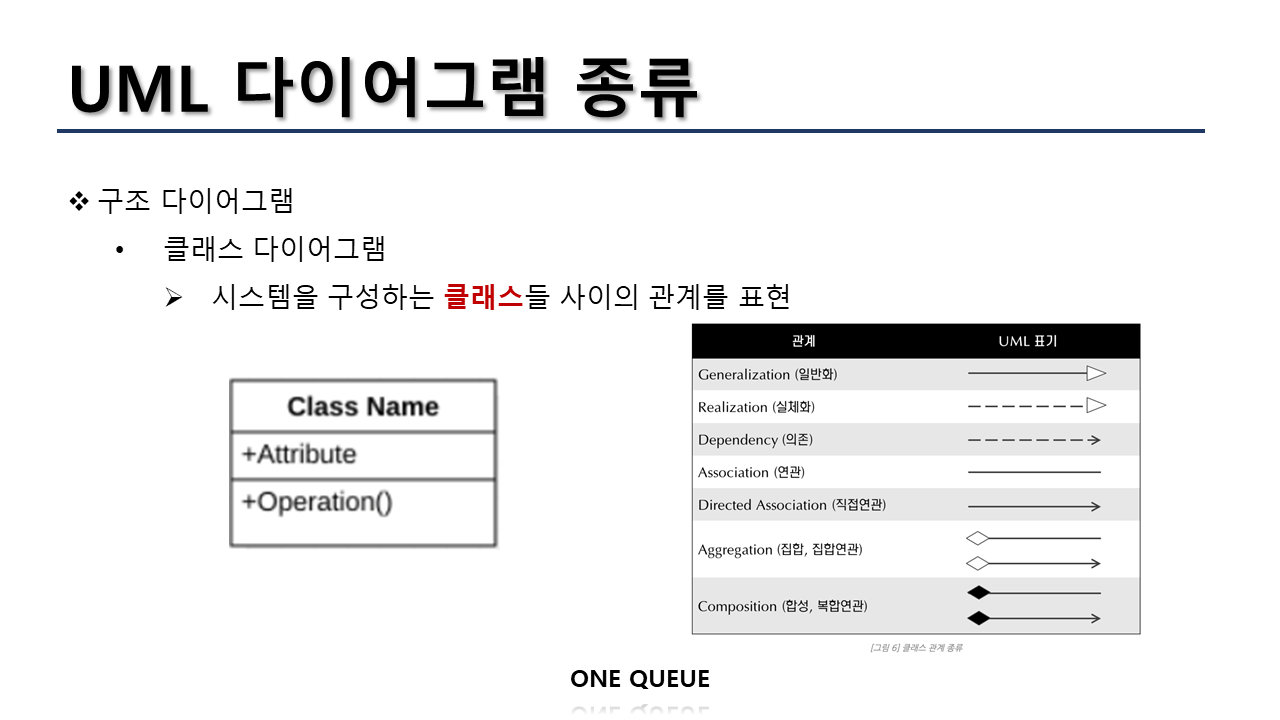 UML 다이어그램 종류
❖ 구조 다이어그램
• 클래스 다이어그램
➢ 시스템을 구성하는 클래스들 사이의 관계를 표현
Class Name
+Attribute
+Operation()
관계 UML 표기
Generalization (일반화)
Realization (실체화)
Dependency (의존)
Association (연관)
Directed Association (직접연관)
Aggregation (집합, 집합연관)
Composition (합성, 복합연관)
[그림 6] 클래스 관계 종류
ONE QUEUE